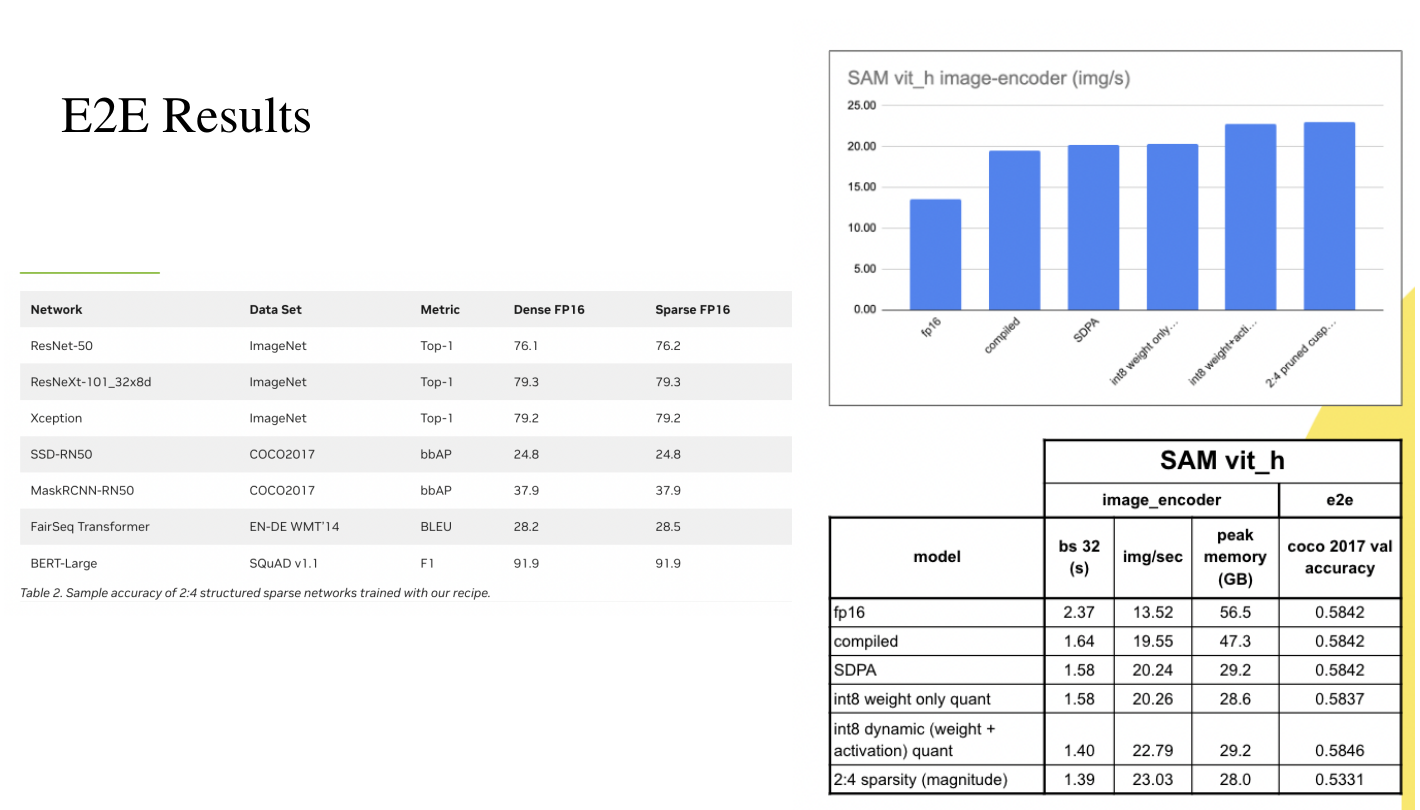 E2E Results
Network Data Set Metric Dense FP16 Sparse FP16
ResNet-50 ImageNet Top-1 76.1 76.2
ResNeXt-101_32x8d ImageNet Top-1 79.3 79.3
Xception ImageNet Top-1 79.2 79.2
SSD-RN50 COCO2017 bbAP 24.8 24.8
MaskRCNN-RN50 COCO2017 bbAP 37.9 37.9
FairSeq Transformer EN-DE WMT'14 BLEU 28.2 28.5
BERT-Large SQuAD v1.1 F1 91.9 91.9
Table 2. Sample accuracy of 2:4 structured sparse networks trained with our recipe.
SAM vit_h image-encoder (img/s)
25.00
20.00
15.00
10.00
5.00
0.00
fp16
compiled
SDPA
int8 weight only…
int8 weight+acti…
2:4 pruned cusp…
SAM vit_h
image_encoder e2e
model bs 32 (s) img/sec peak memory (GB) coco 2017 val accuracy
fp16 2.37 13.52 56.5 0.5842
compiled 1.64 19.55 47.3 0.5842
SDPA 1.58 20.24 29.2 0.5842
int8 weight only quant 1.58 20.26 28.6 0.5837
int8 dynamic (weight +
activation) quant 1.40 22.79 29.2 0.5846
2:4 sparsity (magnitude) 1.39 23.03 28.0 0.5331